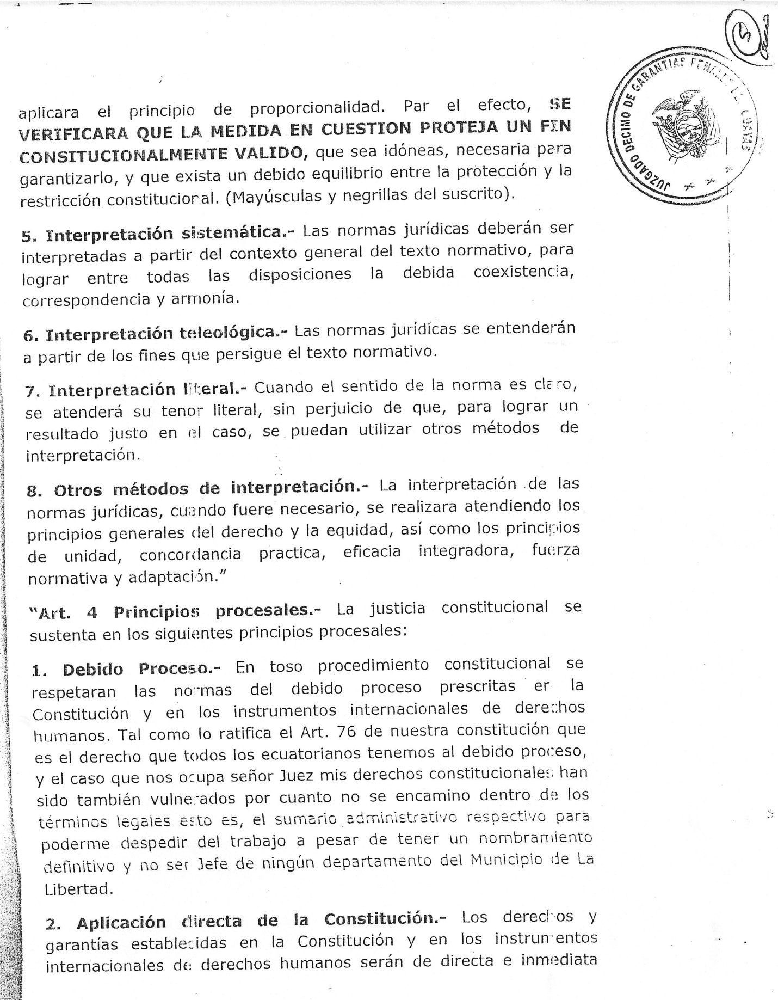 5
JUZGADO DECIMO DE GARANTIAS PENALES DEL GUAYAS
aplicara el principio de proporcionalidad. Par el efecto, SE
VERIFICARA QUE LA MEDIDA EN CUESTION PROTEJA UN FIN
CONSITUCIONALMENTE VALIDO, que sea idóneas, necesaria para
garantizarlo, y que exista un debido equilibrio entre la protección y la
restricción constitucional. (Mayúsculas y negrillas del suscrito).
5. Interpretación sistemática.- Las normas jurídicas deberán ser
interpretadas a partir del contexto general del texto normativo, para
lograr entre todas las disposiciones la debida coexistencia,
correspondencia y armonía.
6. Interpretación teleológica.- Las normas jurídicas se entenderán
a partir de los fines que persigue el texto normativo.
7. Interpretación literal.- Cuando el sentido de la norma es claro,
se atenderá su tenor literal, sin perjuicio de que, para lograr un
resultado justo en el caso, se puedan utilizar otros métodos de
interpretación.
8. Otros métodos de interpretación.- La interpretación de las
normas jurídicas, cuando fuere necesario, se realizara atendiendo los
principios generales del derecho y la equidad, así como los principios
de unidad, concordancia practica, eficacia integradora, fuerza
normativa y adaptación."
"Art. 4 Principios procesales.- La justicia constitucional se
sustenta en los siguientes principios procesales:
1. Debido Proceso.- En toso procedimiento constitucional se
respetaran las normas del debido proceso prescritas en la
Constitución y en los instrumentos internacionales de derechos
humanos. Tal como lo ratifica el Art. 76 de nuestra constitución que
es el derecho que todos los ecuatorianos tenemos al debido proceso,
y el caso que nos ocupa señor Juez mis derechos constitucionales han
sido también vulnerados por cuanto no se encamino dentro de los
términos legales esto es, el sumario administrativo respectivo para
poderme despedir del trabajo a pesar de tener un nombramiento
definitivo y no ser Jefe de ningún departamento del Municipio de La
Libertad.
2. Aplicación directa de la Constitución.- Los derechos y
garantías establecidas en la Constitución y en los instrumentos
internacionales de derechos humanos serán de directa e inmediata